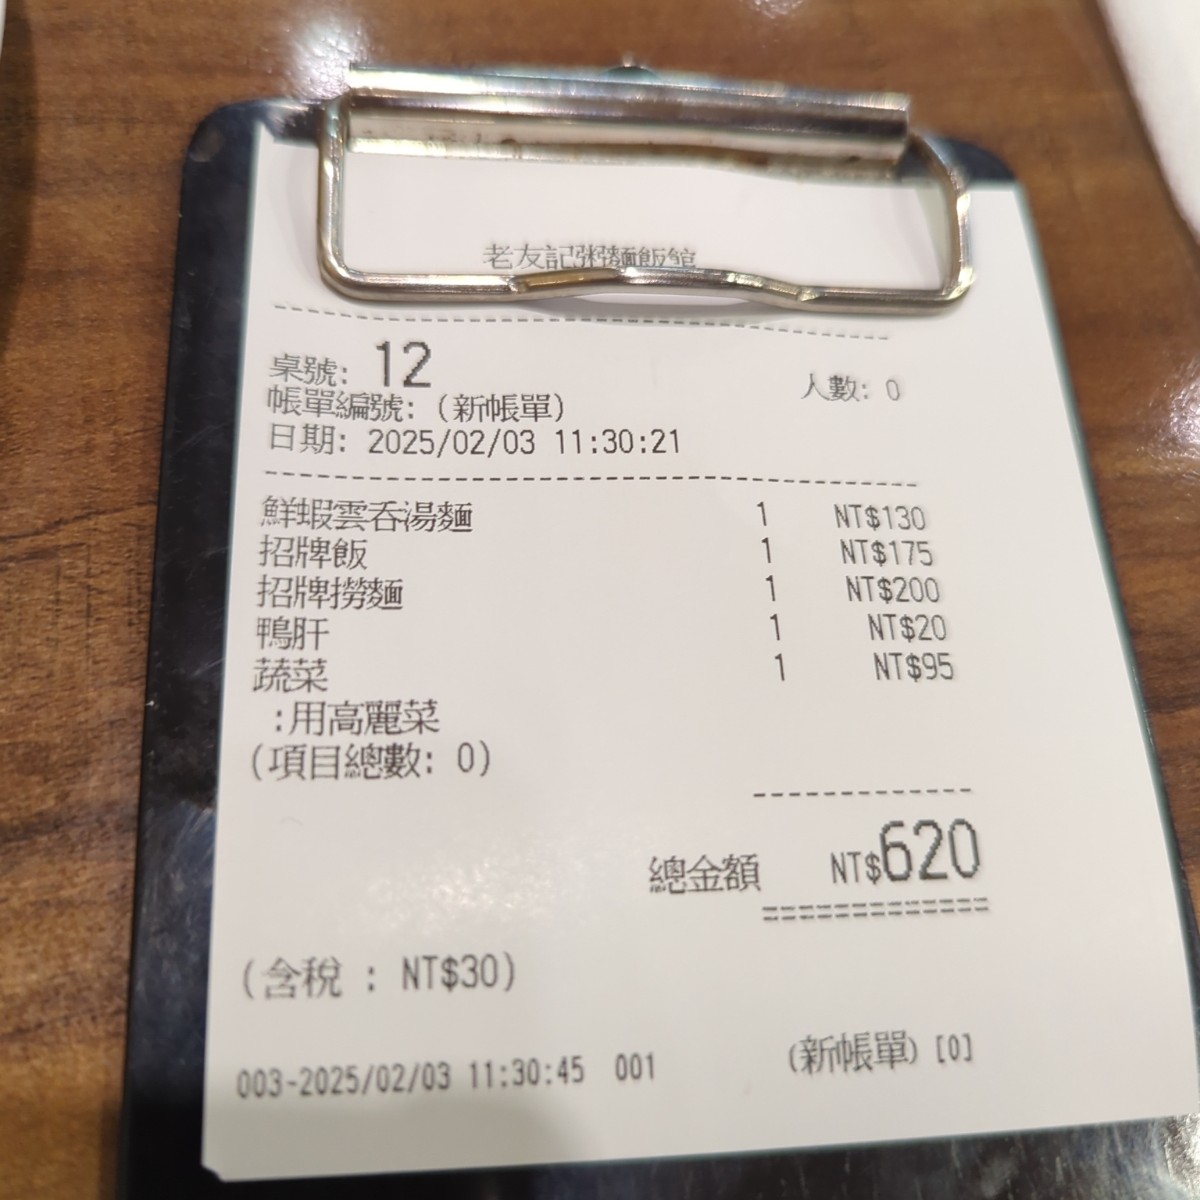 老友記粥麵飯館
桌號: 12 人數: 0
帳單編號: (新帳單)
日期: 2025/02/03 11:30:21
鮮蝦雲吞湯麵 1 NT$130
招牌飯 1 NT$175
招牌撈麵 1 NT$200
鴨肝 1 NT$20
蔬菜 1 NT$95
:用高麗菜
(項目總數: 0)
總金額 NT$620
(含稅 : NT$30)
003-2025/02/03 11:30:45 001 (新帳單) [0]